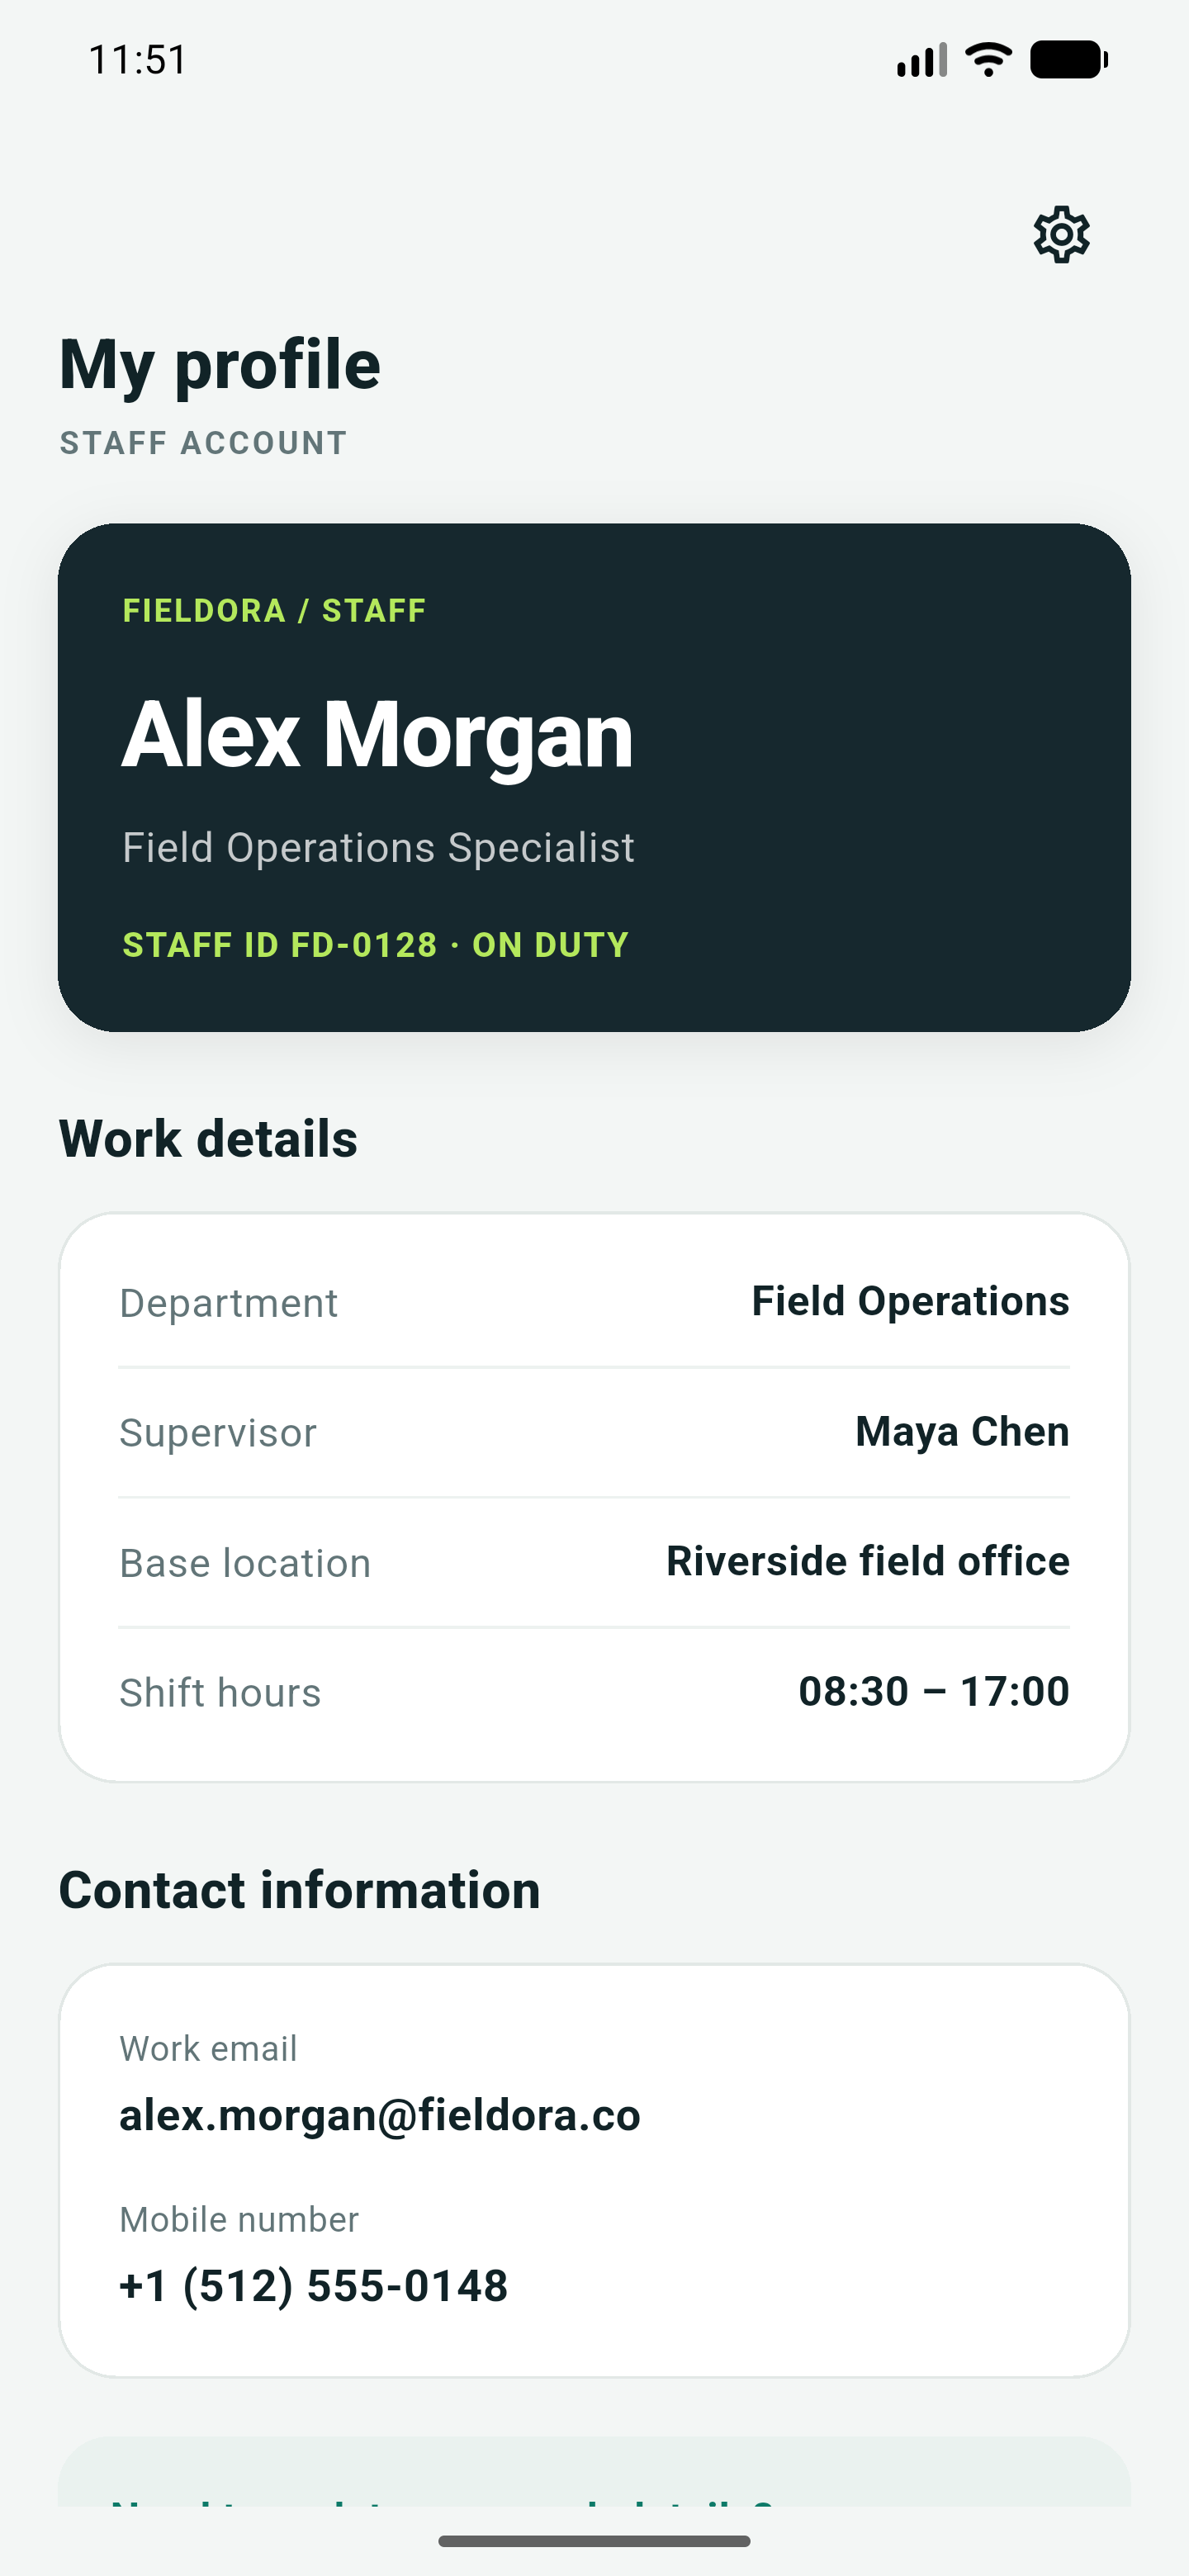 11:51
My profile
STAFF ACCOUNT
FIELDORA / STAFF
Alex Morgan
Field Operations Specialist
STAFF ID FD-0128 · ON DUTY
Work details
Department
Field Operations
Supervisor
Maya Chen
Base location
Riverside field office
Shift hours
08:30 – 17:00
Contact information
Work email
alex.morgan@fieldora.co
Mobile number
+1 (512) 555-0148